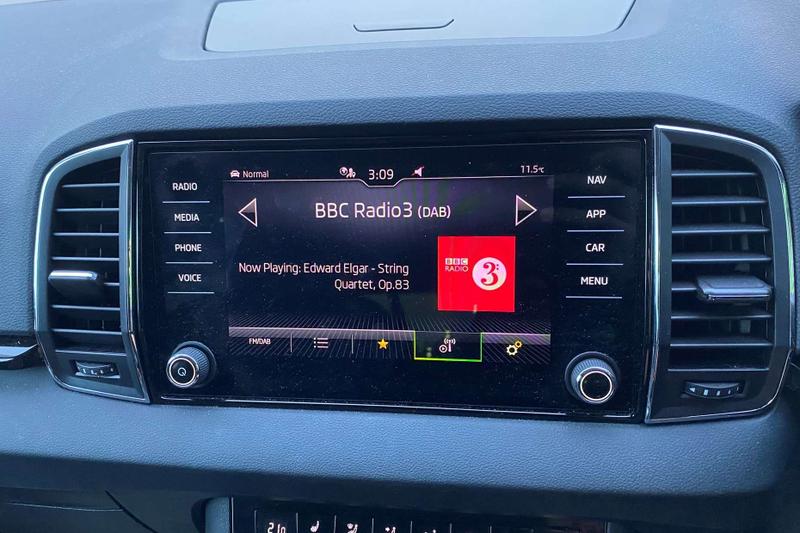 Normal
3:09
11.5°C
RADIO
MEDIA
PHONE
VOICE
BBC Radio3 (DAB)
Now Playing: Edward Elgar - String
Quartet, Op.83
BBC
RADIO
3
FM/DAB
NAV
APP
CAR
MENU